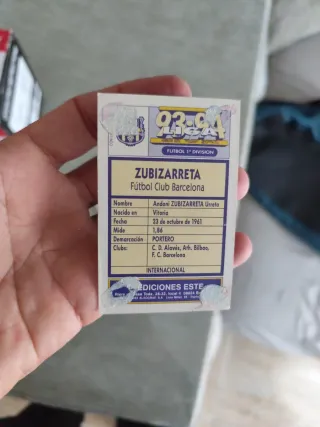 93-94
LIGA
FUTBOL 1ª DIVISION
ZUBIZARRETA
Fútbol Club Barcelona
Nombre Andoni ZUBIZARRETA Urreta
Nacido en Vitoria
Fecha 23 de octubre de 1961
Mide 1,86
Demarcación PORTERO
Clubs: C. D. Alavés, Ath. Bilbao,
F. C. Barcelona
INTERNACIONAL
EDICIONES ESTE